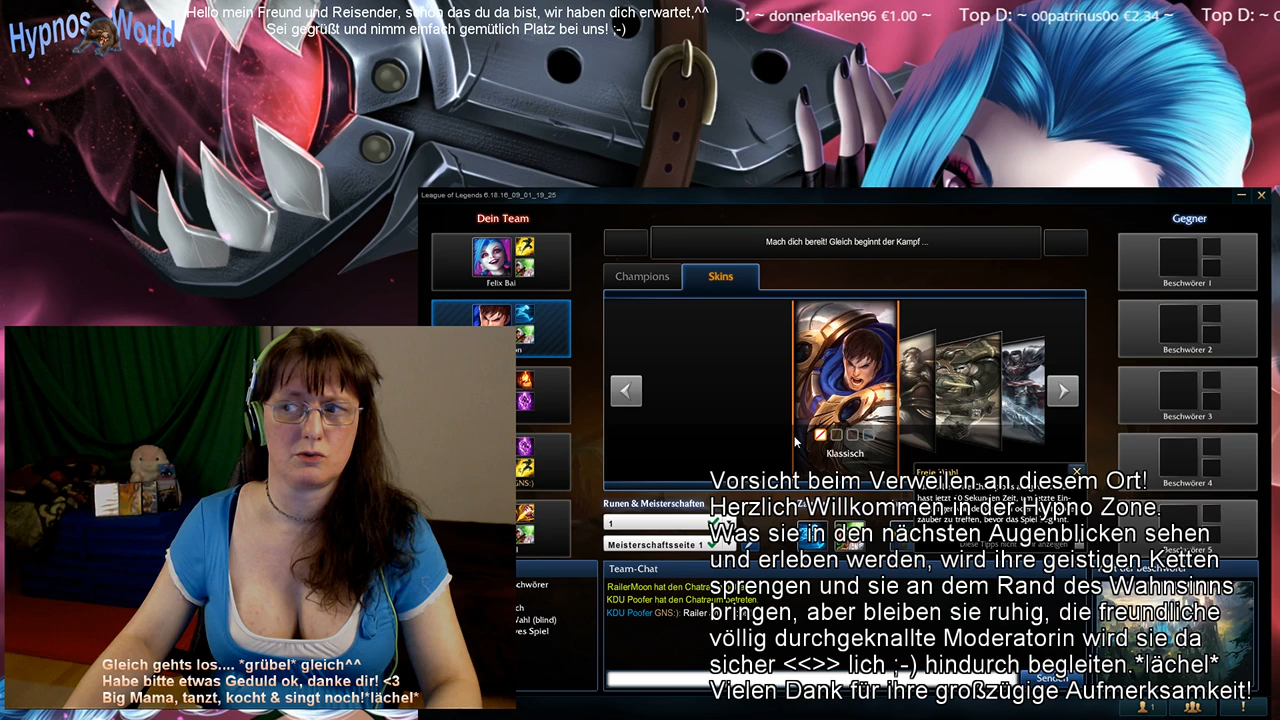 Hypnos World
Hello mein Freund und Reisender, schön das du da bist, wir haben dich erwartet,^^
Sei gegrüßt und nimm einfach gemütlich Platz bei uns! ;-)
D: ~ donnerbalken96 €1.00 ~ Top D: ~ o0patrinus0o €2.34 ~ Top D: ~
League of Legends 6.18.16_09_01_19_25
Dein Team
Gegner
Mach dich bereit! Gleich beginnt der Kampf ...
Champions
Skins
Felix Bai
Beschwörer 1
Beschwörer 2
Beschwörer 3
Beschwörer 4
Klassisch
Runen & Meisterschaften
1
Meisterschaftsseite 1
Team-Chat
RailerMoon hat den
KDU Poofer hat den Chatraum betreten.
KDU Poofer GNS:): Railer
Vorsicht beim Verweilen an diesem Ort!
Herzlich Willkommen in der Hypno Zone.
Was sie in den nächsten Augenblicken sehen
und erleben werden, wird ihre geistigen Ketten
sprengen und sie an dem Rand des Wahnsinns
bringen, aber bleiben sie ruhig, die freundliche
völlig durchgeknallte Moderatorin wird sie da
sicher <<>> lich ;-) hindurch begleiten.*lächel*
Vielen Dank für ihre großzügige Aufmerksamkeit!
Gleich gehts los.... *grübel* gleich^^
Habe bitte etwas Geduld ok, danke dir! <3
Big Mama, tanzt, kocht & singt noch!*lächel*